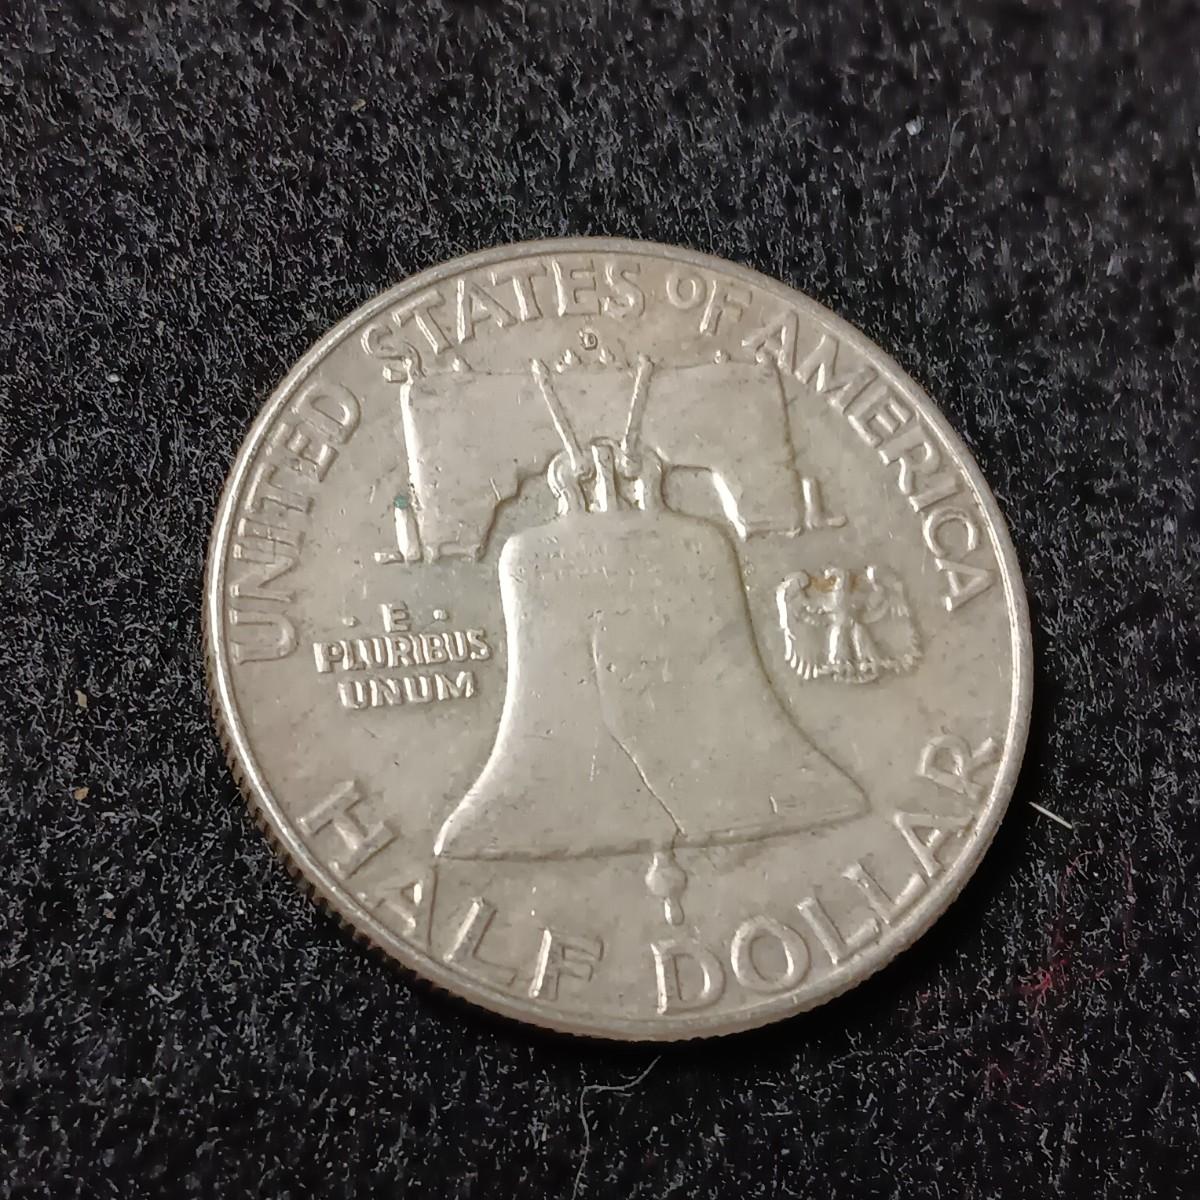 UNITED STATES OF AMERICA
D
· E ·
PLURIBUS
UNUM
HALF DOLLAR